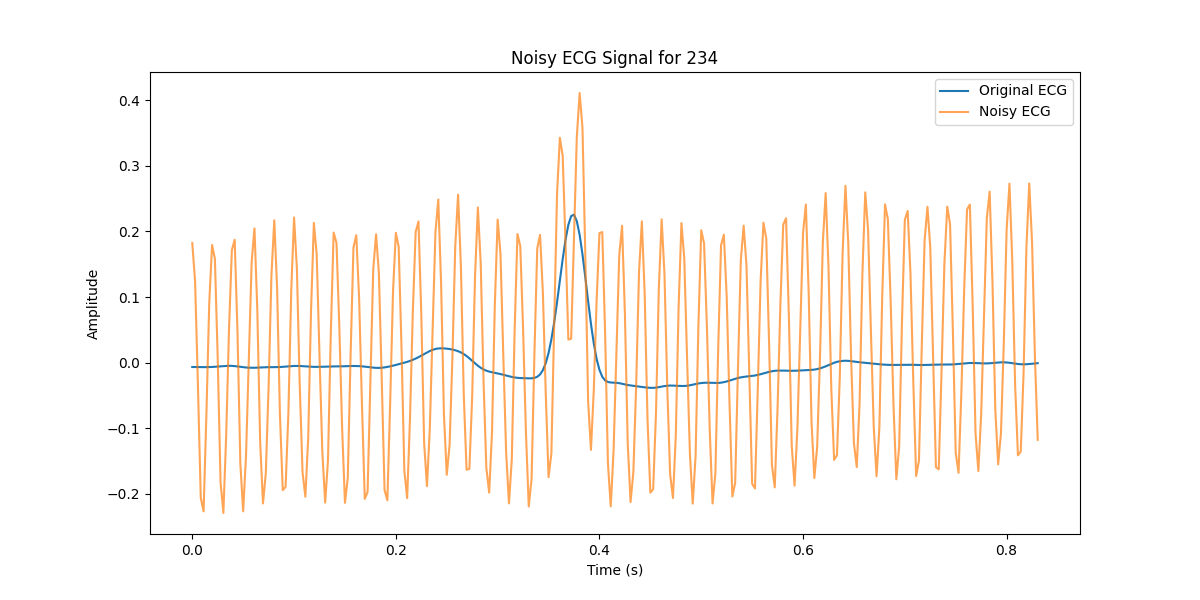 Noisy ECG Signal for 234
Original ECG
Noisy ECG
Amplitude
0.4
0.3
0.2
0.1
0.0
−0.1
−0.2
0.0 0.2 0.4 0.6 0.8
Time (s)